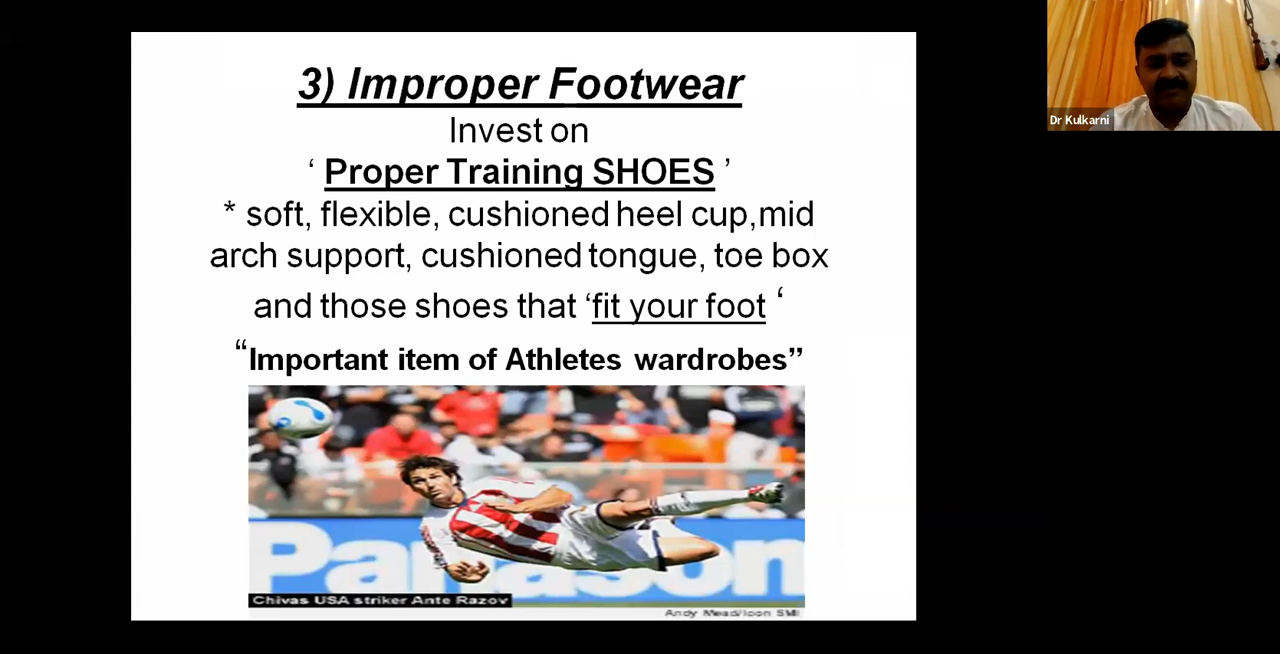 3) Improper Footwear
Invest on
‘ Proper Training SHOES ’
* soft, flexible, cushioned heel cup,mid
arch support, cushioned tongue, toe box
and those shoes that ‘fit your foot ‘
“Important item of Athletes wardrobes”
Panasonic
Chivas USA striker Ante Razov
Andy Mead/Icon SMI
Dr Kulkarni